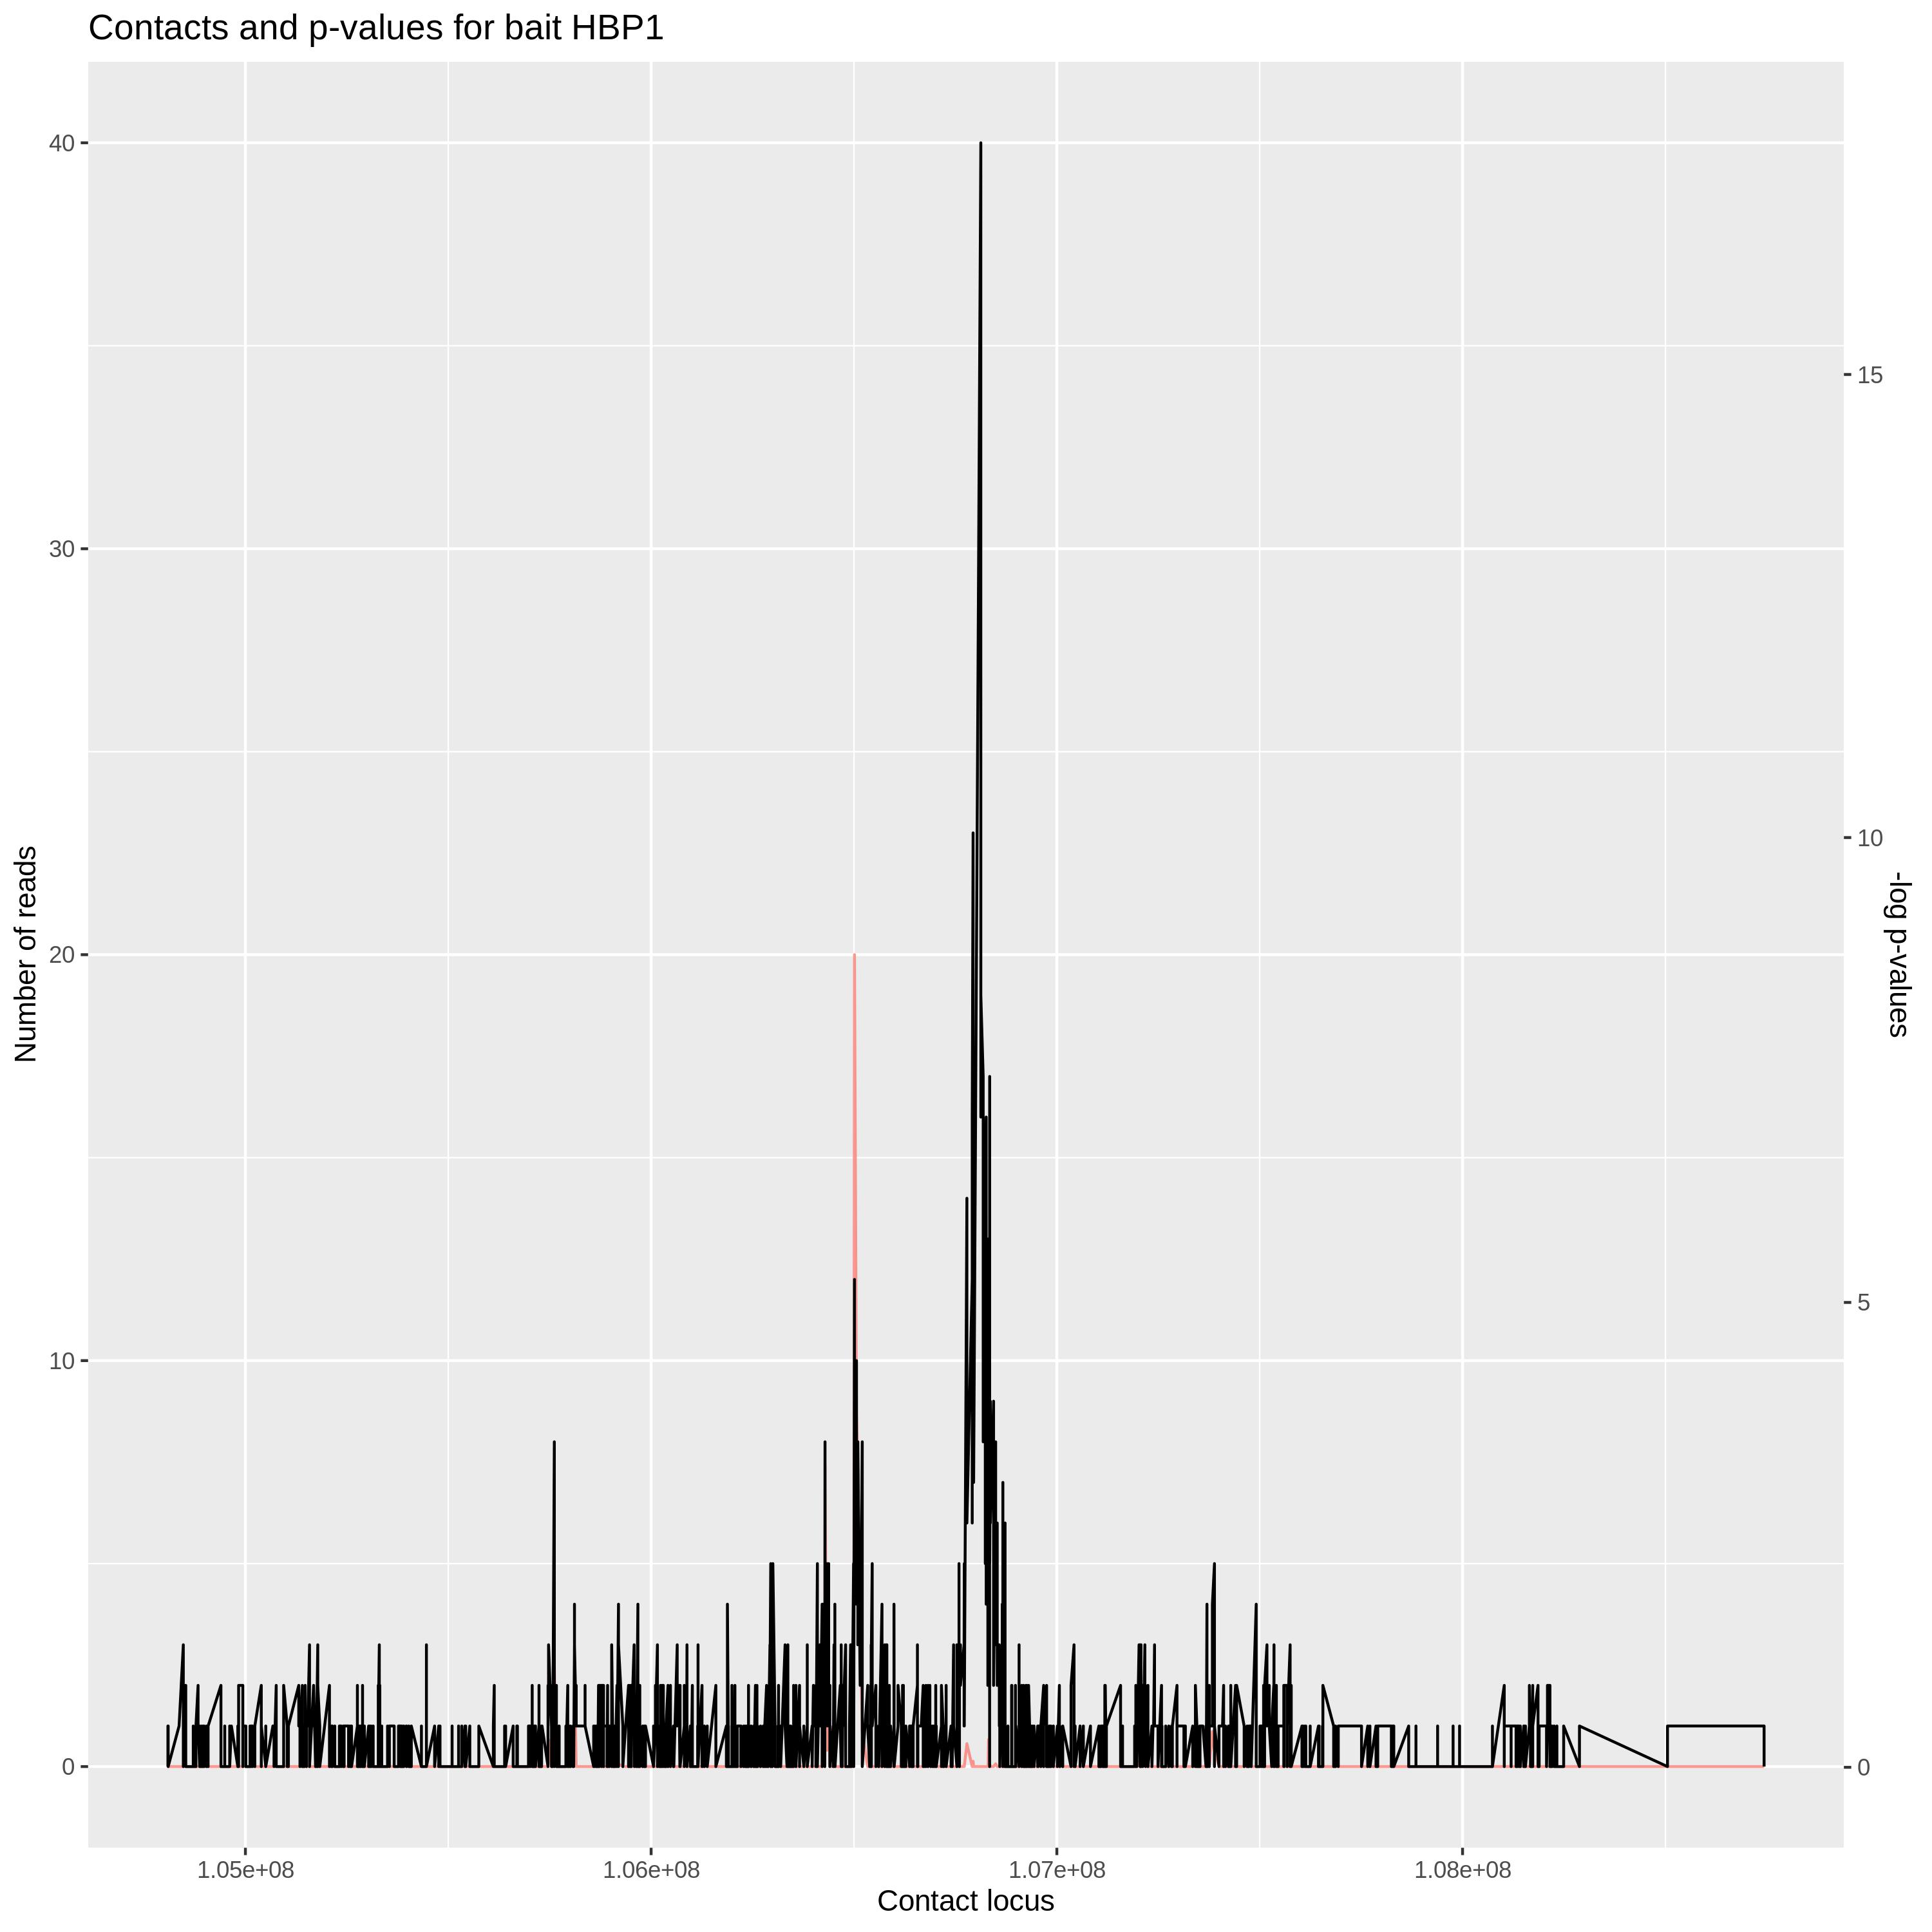 Contacts and p-values for bait HBP1
40
30
20
10
0
Number of reads
15
10
5
0
-log p-values
1.05e+08
1.06e+08
1.07e+08
1.08e+08
Contact locus